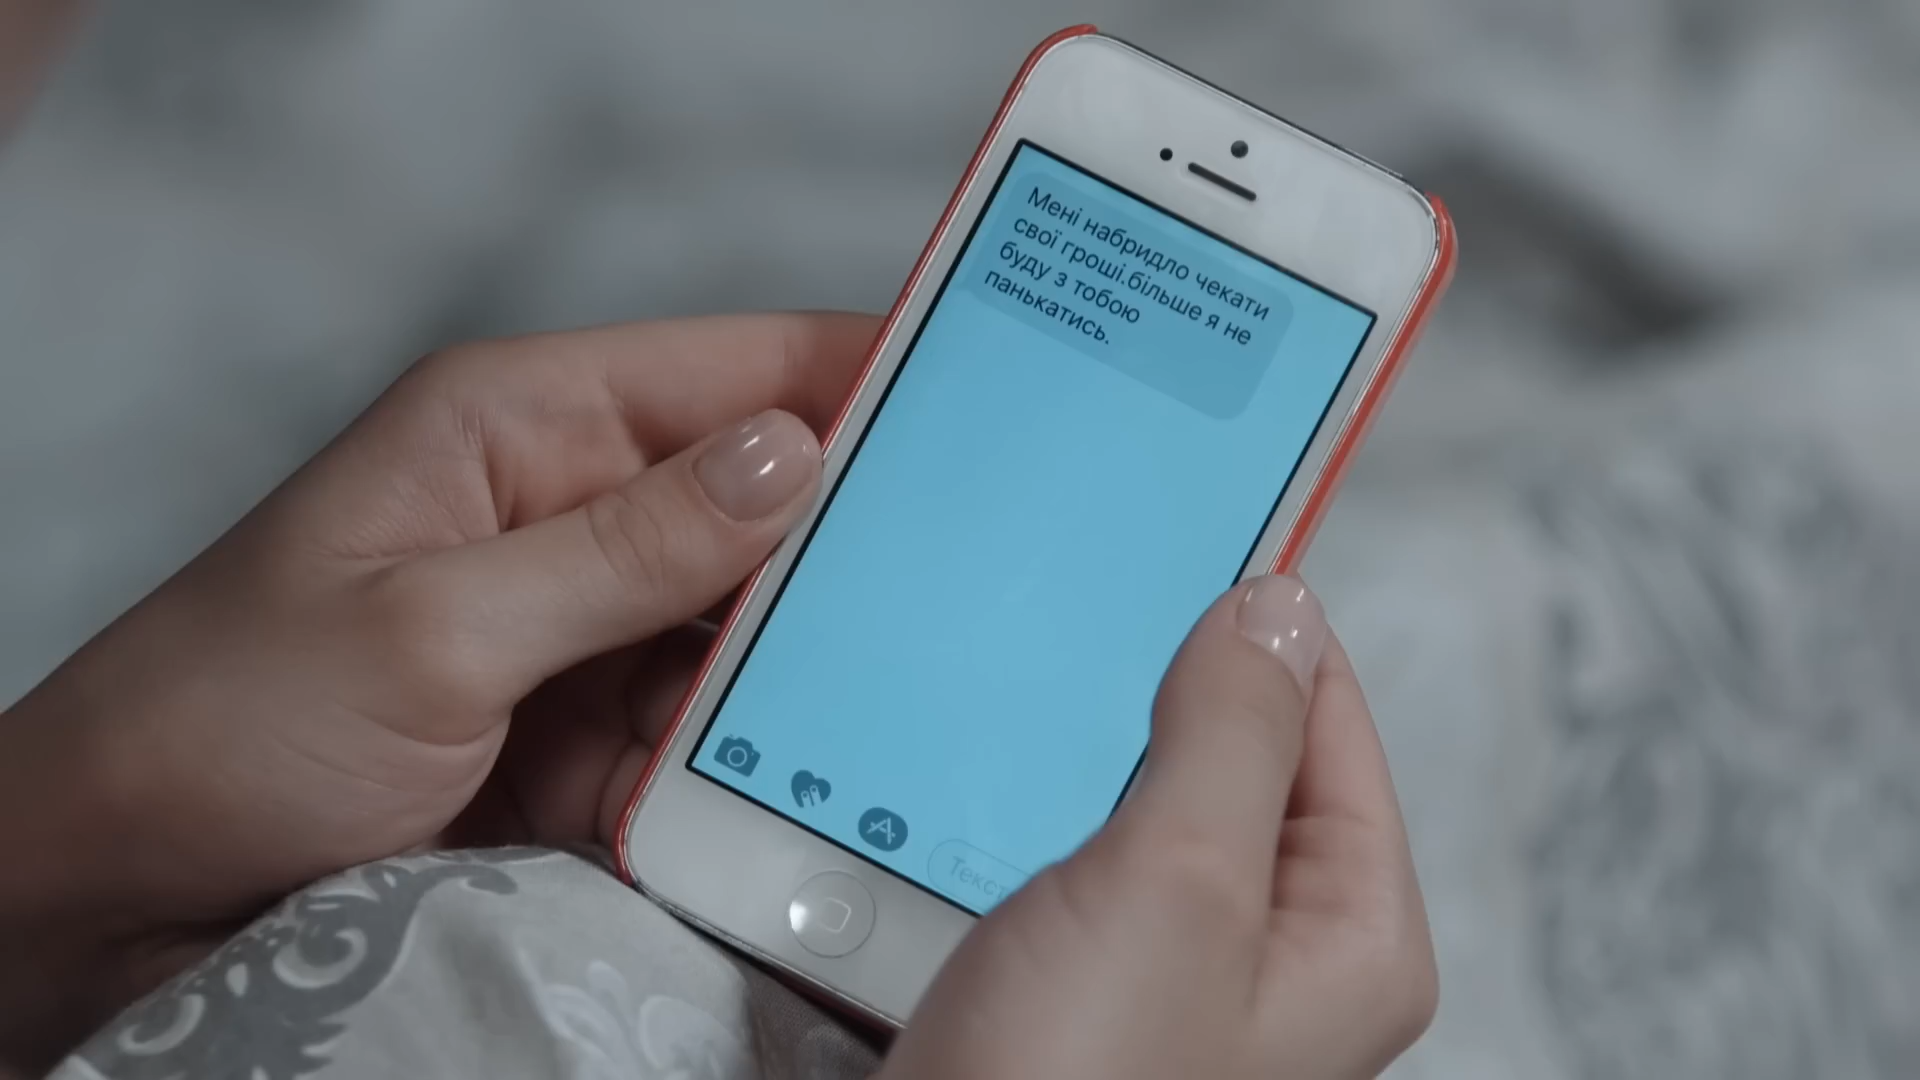 Мені набридло чекати
свої гроші.більше я не
буду з тобою
панькатись.
Текст